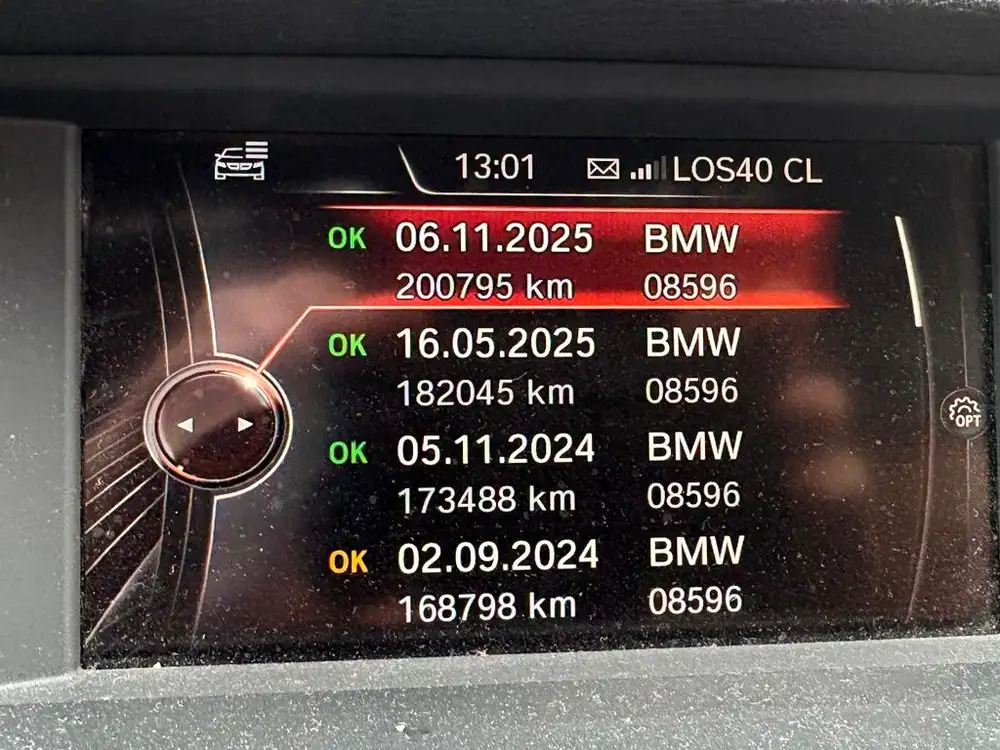 13:01 LOS40 CL
OK 06.11.2025 BMW
200795 km 08596
OK 16.05.2025 BMW
182045 km 08596
OK 05.11.2024 BMW
173488 km 08596
OPT
OK 02.09.2024 BMW
168798 km 08596